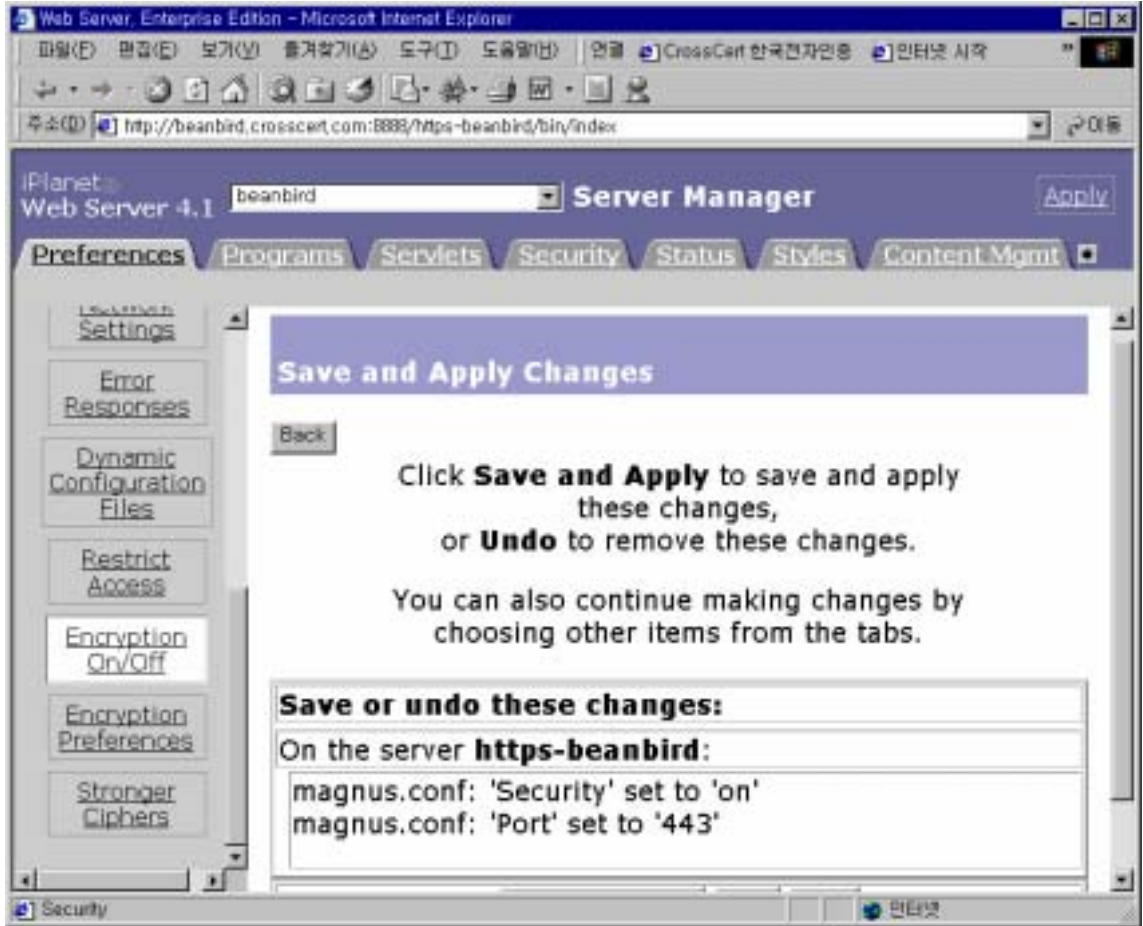 Web Server, Enterprise Edition - Microsoft Internet Explorer
파일(F) 편집(E) 보기(V) 즐겨찾기(A) 도구(T) 도움말(H) 연결 CrossCert 한국전자인증 인터넷 시작 »
주소(D) http://beanbird.crosscert.com:8888/https-beanbird/bin/index 이동
iPlanet
Web Server 4.1 beanbird Server Manager Apply
Preferences Programs Servlets Security Status Styles Content Mgmt
Network
Settings
Error
Responses
Dynamic
Configuration
Files
Restrict
Access
Encryption
On/Off
Encryption
Preferences
Stronger
Ciphers
Save and Apply Changes
Back
Click Save and Apply to save and apply
these changes,
or Undo to remove these changes.
You can also continue making changes by
choosing other items from the tabs.
Save or undo these changes:
On the server https-beanbird:
magnus.conf: 'Security' set to 'on'
magnus.conf: 'Port' set to '443'
Security 인터넷